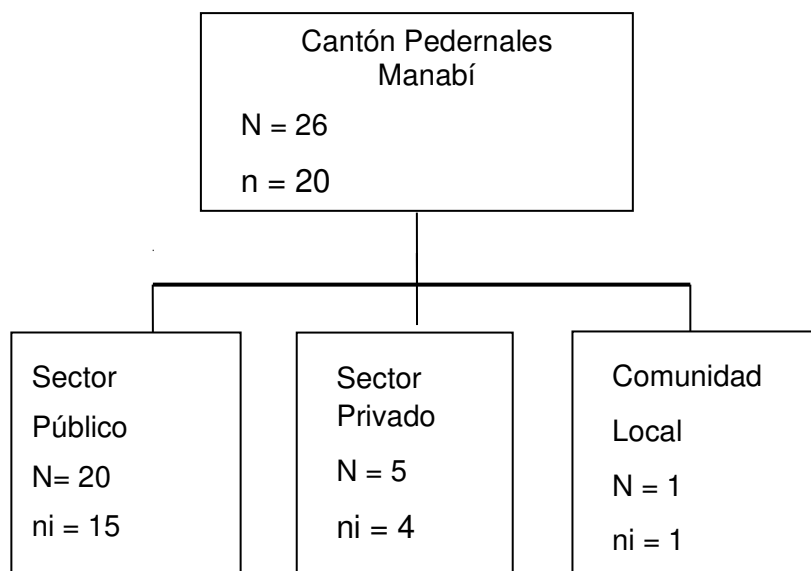 Cantón Pedernales
Manabí
N = 26
n = 20
Sector
Público
N= 20
ni = 15
Sector
Privado
N = 5
ni = 4
Comunidad
Local
N = 1
ni = 1